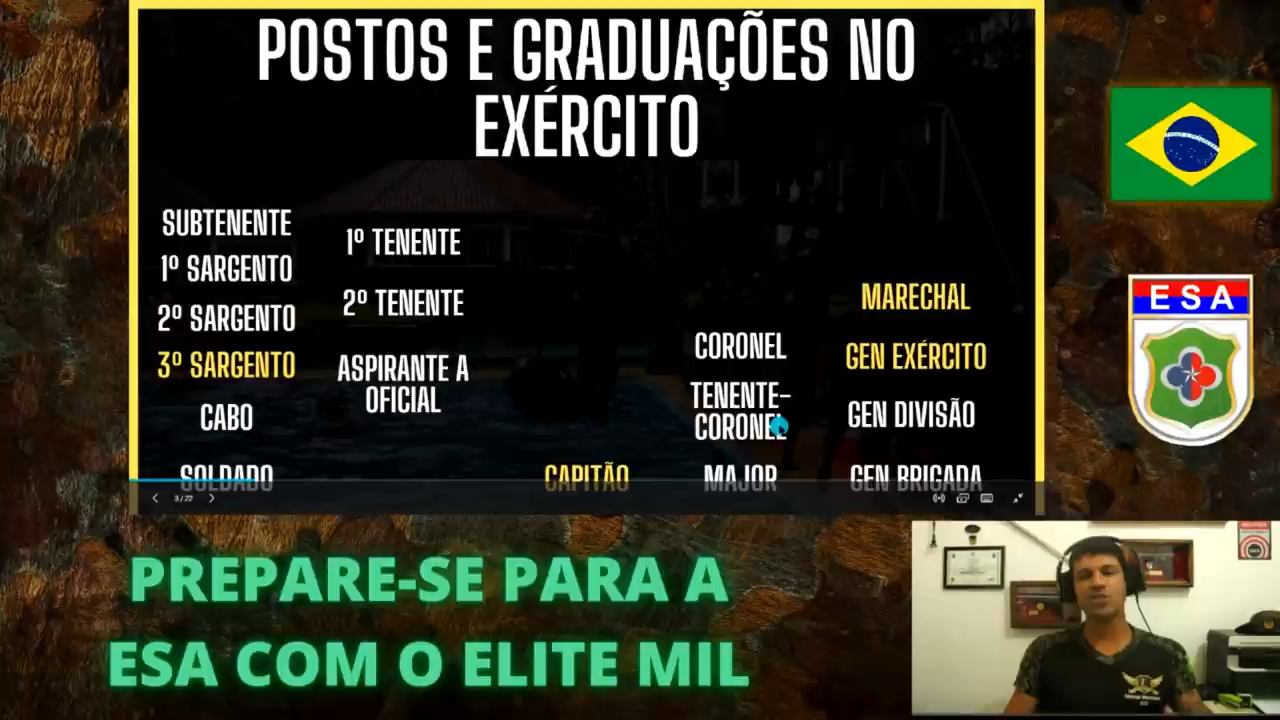 POSTOS E GRADUAÇÕES NO
EXÉRCITO
SUBTENENTE
1º SARGENTO
2º SARGENTO
3º SARGENTO
CABO
SOLDADO
1º TENENTE
2º TENENTE
ASPIRANTE A
OFICIAL
CAPITÃO
CORONEL
TENENTE-
CORONEL
MAJOR
MARECHAL
GEN EXÉRCITO
GEN DIVISÃO
GEN BRIGADA
3/22
ESA
PREPARE-SE PARA A
ESA COM O ELITE MIL